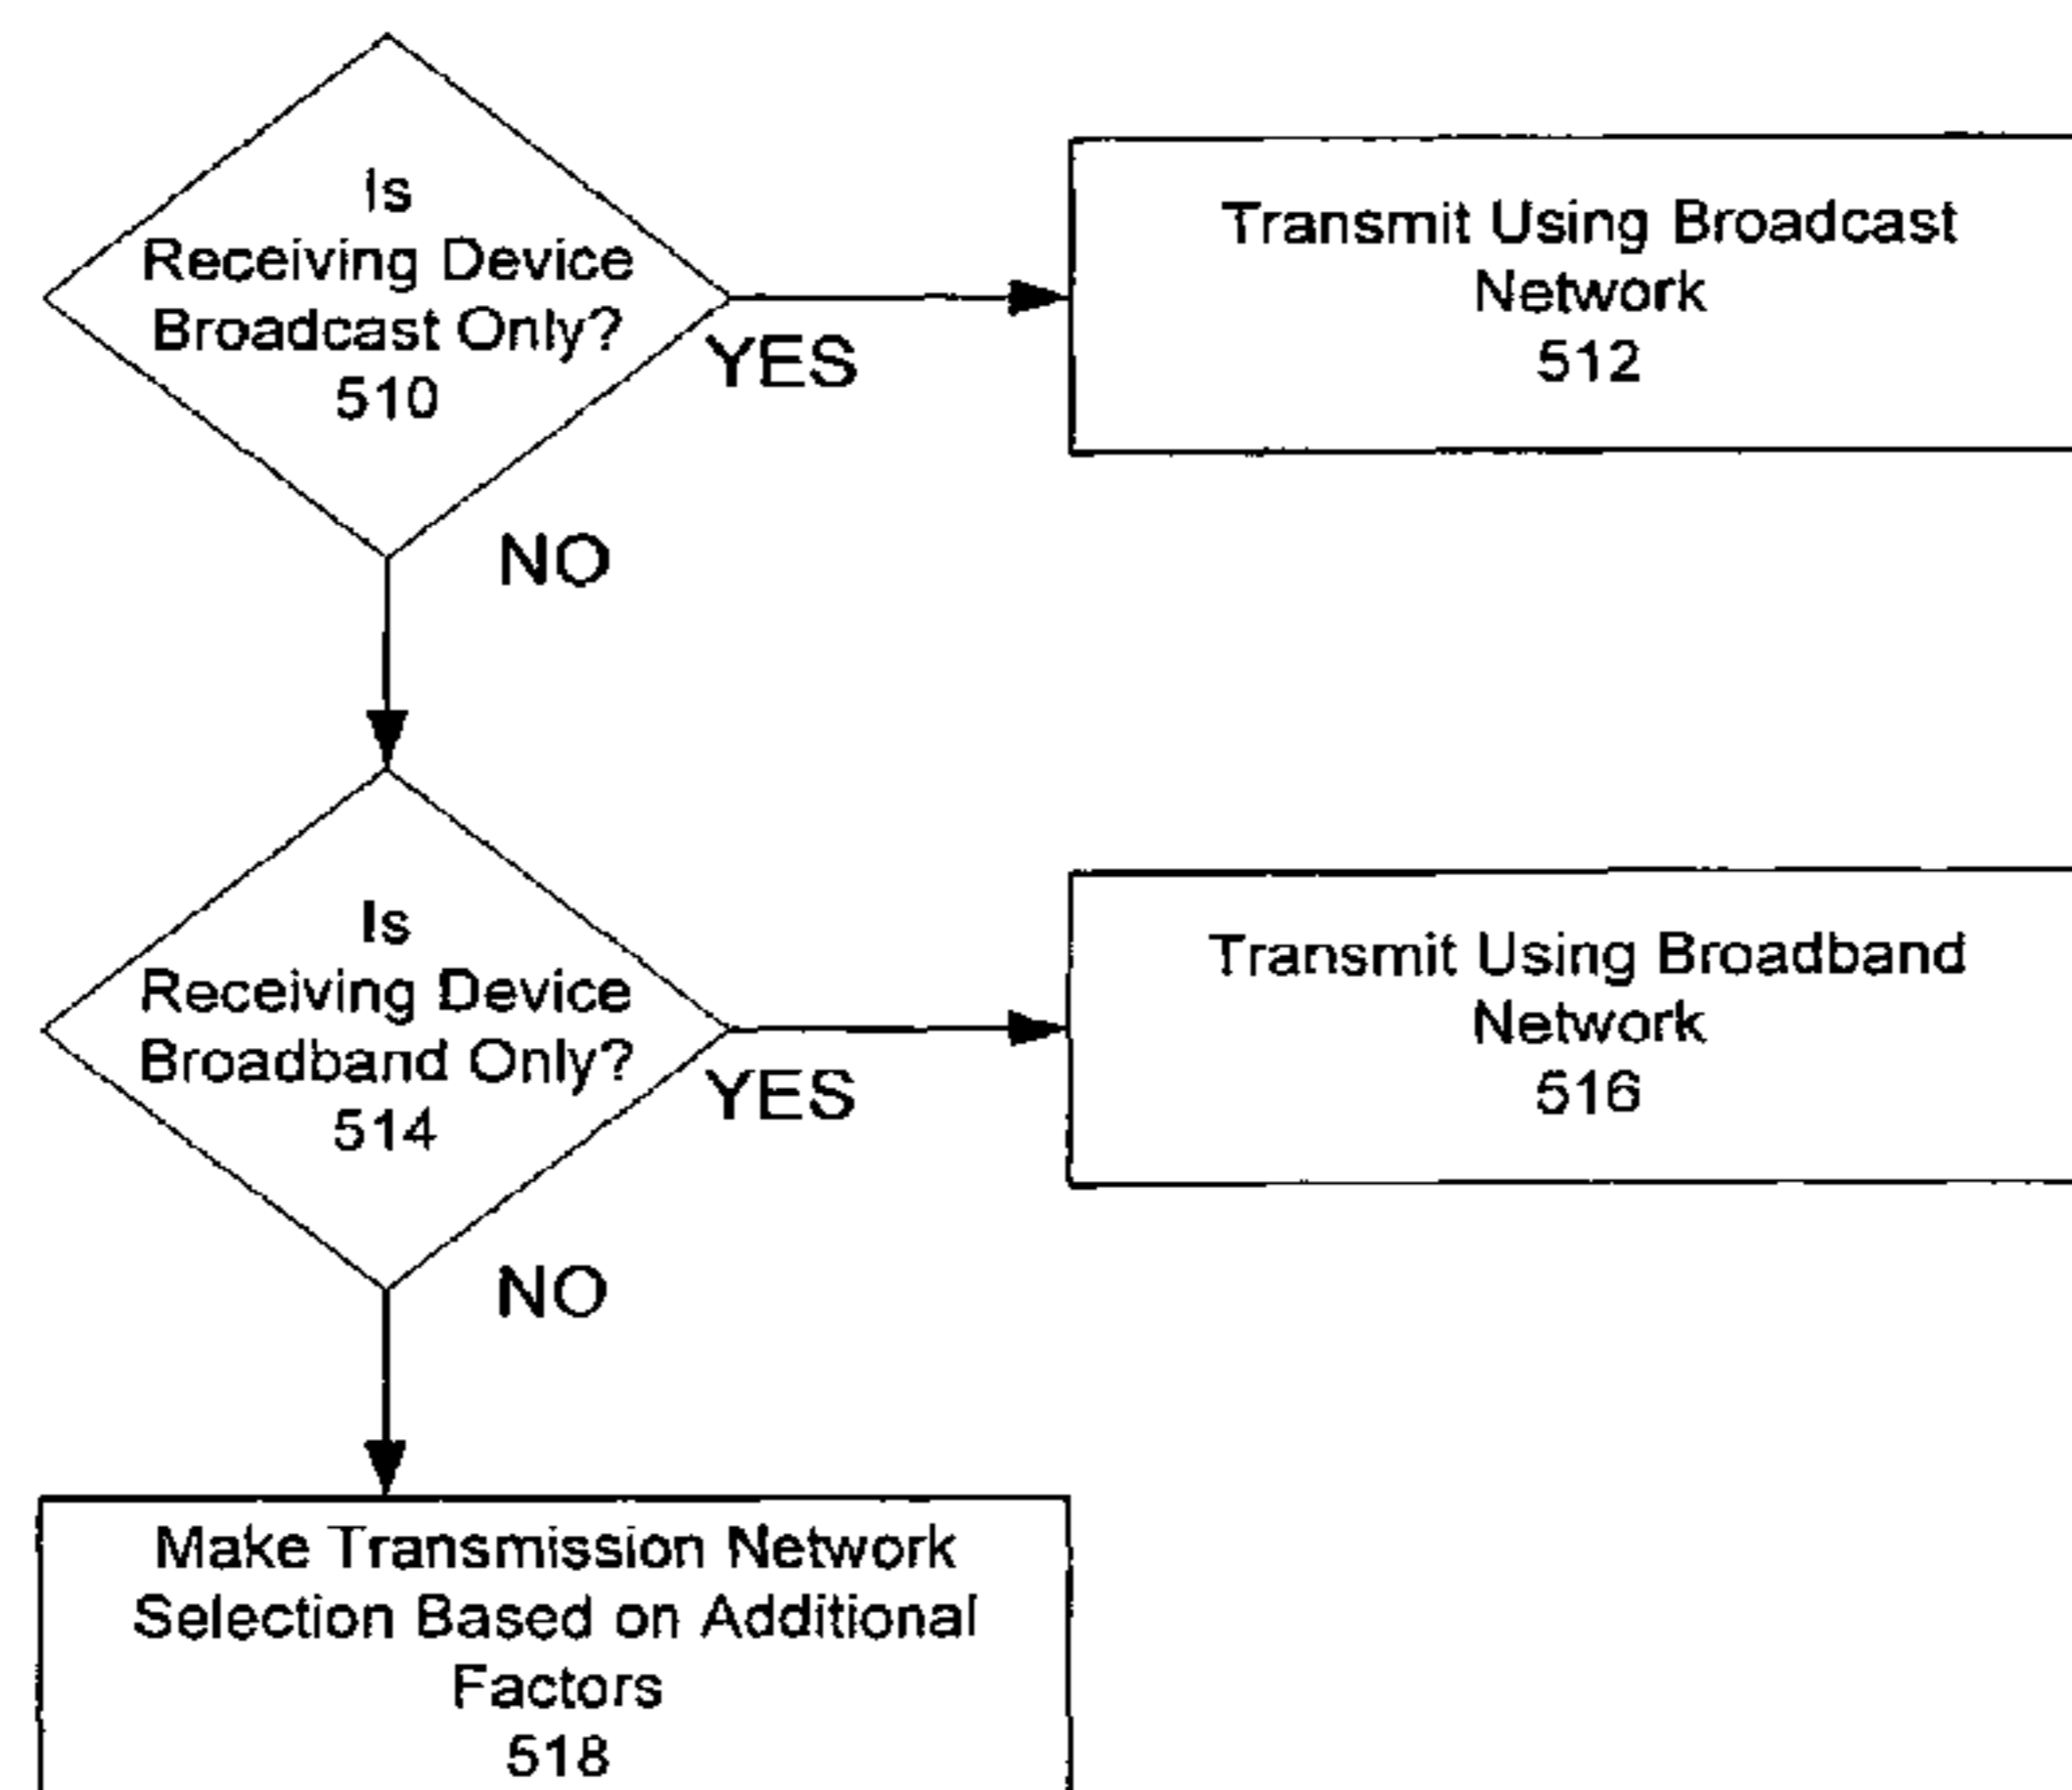 Is
Receiving Device
Broadcast Only?
510
YES
Transmit Using Broadcast
Network
512
NO
Is
Receiving Device
Broadband Only?
514
YES
Transmit Using Broadband
Network
516
NO
Make Transmission Network
Selection Based on Additional
Factors
518